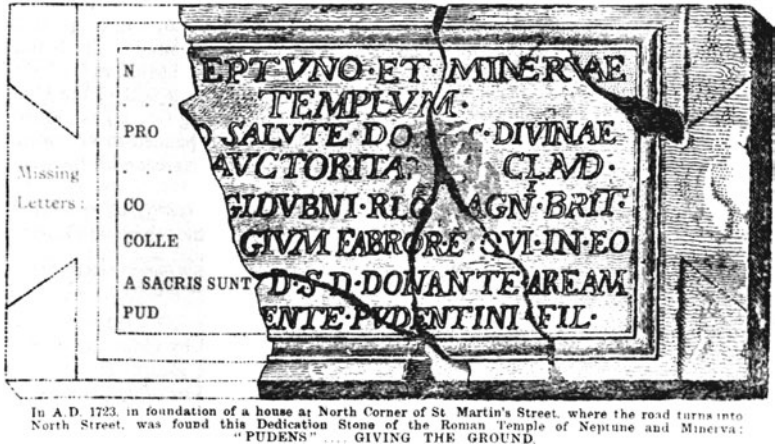 N EPTVNO·ET·MINERVAE
TEMPLVM·
PRO O SALVTE·DO C·DIVINAE
AVCTORITA CLAVD·
CO GIDVBNI· AGNI·BRIT·
COLLE GIVM·FABROR·E·QVI·IN·EO
A SACRIS SUNT D·S·D·DONANTE·AREAM
PUD ENTE·PVDENTINI·FIL·
Missing
Letters:
In A.D. 1723, in foundation of a house at North Corner of St Martin's Street, where the road turns into
North Street, was found this Dedication Stone of the Roman Temple of Neptune and Minerva:
"PUDENS" .... GIVING THE GROUND.